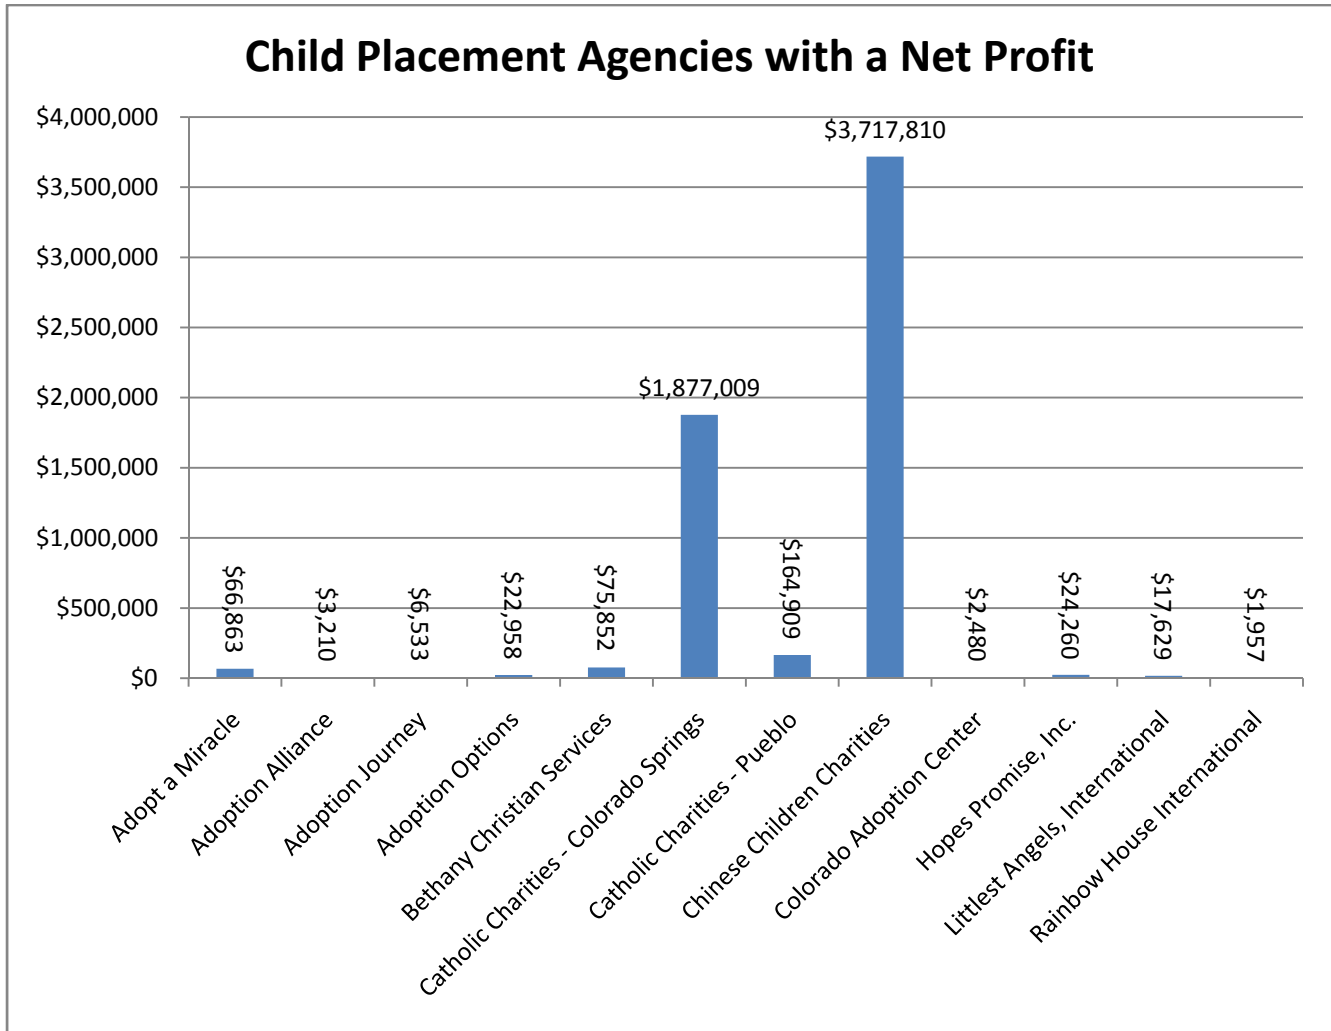 Child Placement Agencies with a Net Profit
$4,000,000
$3,500,000
$3,000,000
$2,500,000
$2,000,000
$1,500,000
$1,000,000
$500,000
$0
$66,863
$3,210
$6,533
$22,958
$75,852
$1,877,009
$164,909
$3,717,810
$2,480
$24,260
$17,629
$1,957
Adopt a Miracle
Adoption Alliance
Adoption Journey
Adoption Options
Bethany Christian Services
Catholic Charities - Colorado Springs
Catholic Charities - Pueblo
Chinese Children Charities
Colorado Adoption Center
Hopes Promise, Inc.
Littlest Angels, International
Rainbow House International